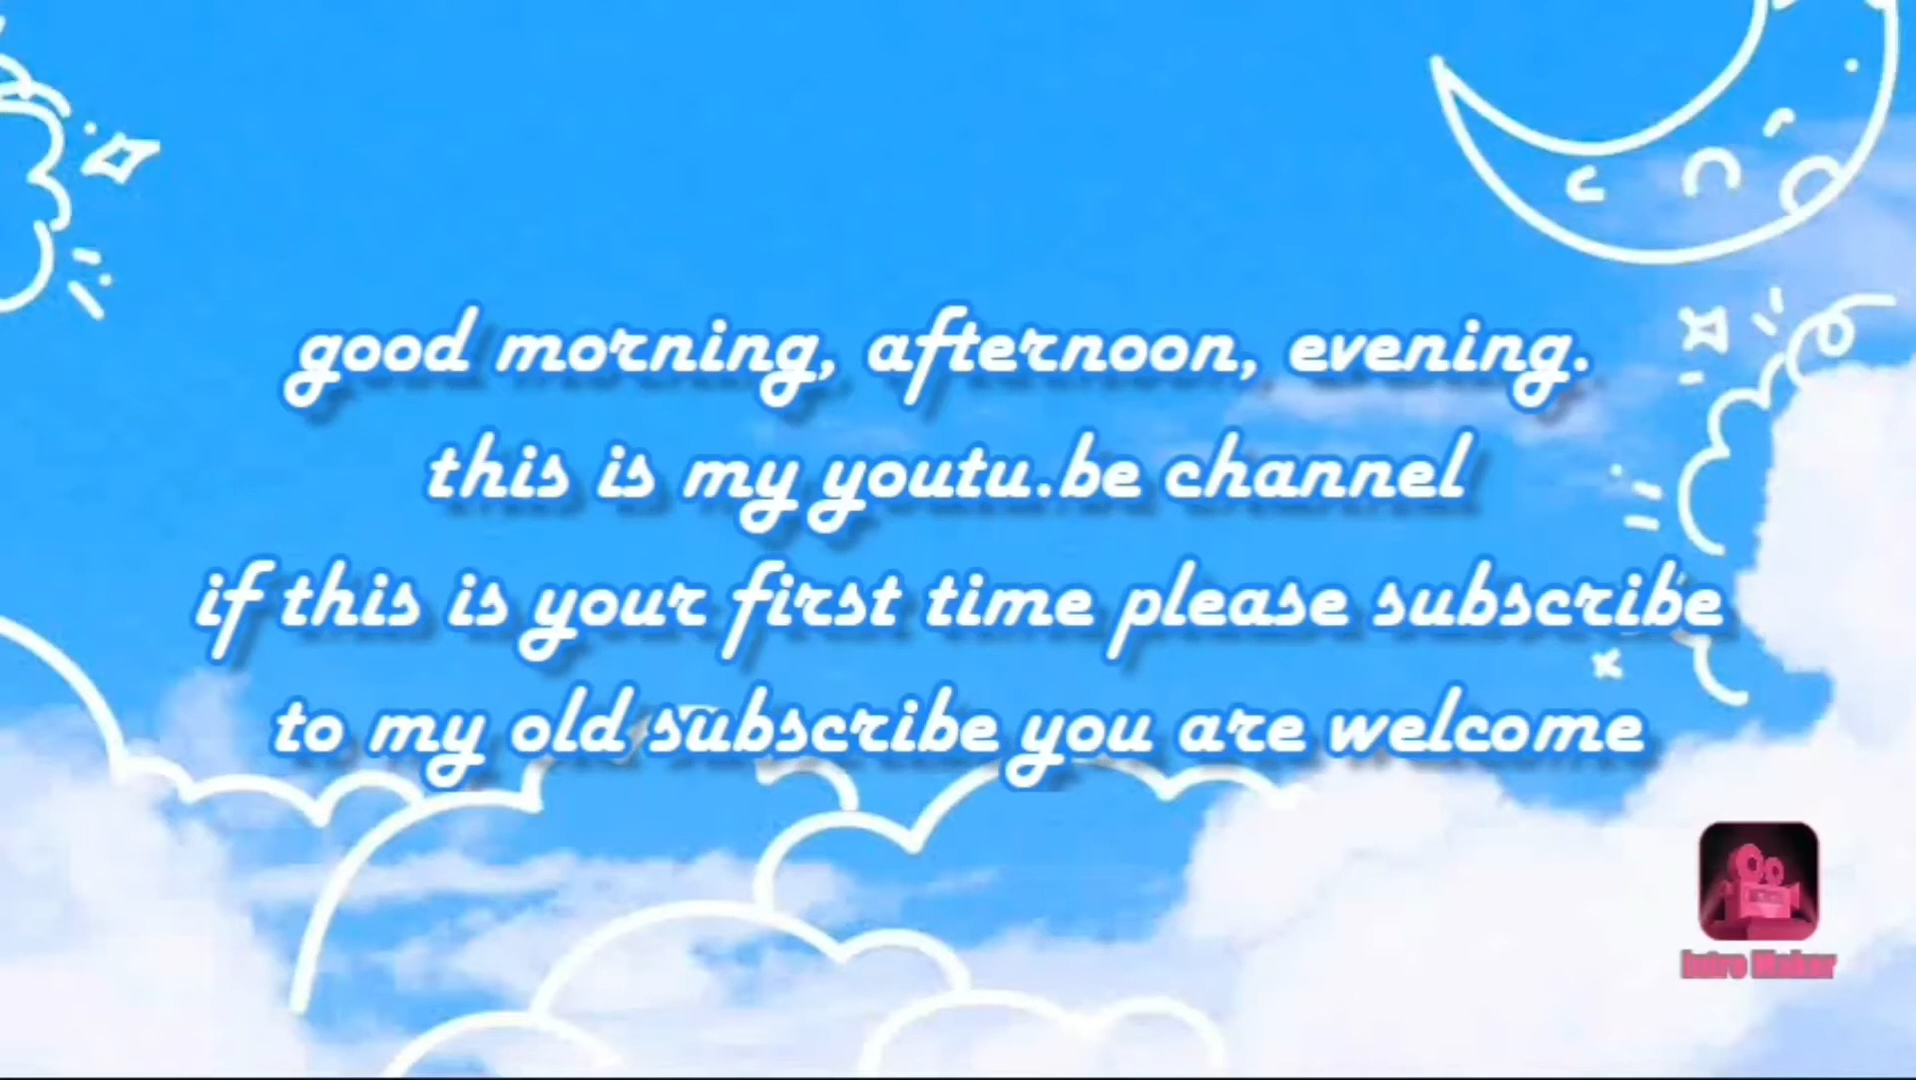 good morning, afternoon, evening.
this is my youtu.be channel
if this is your first time please subscribe
to my old subscribe you are welcome
Intro Maker